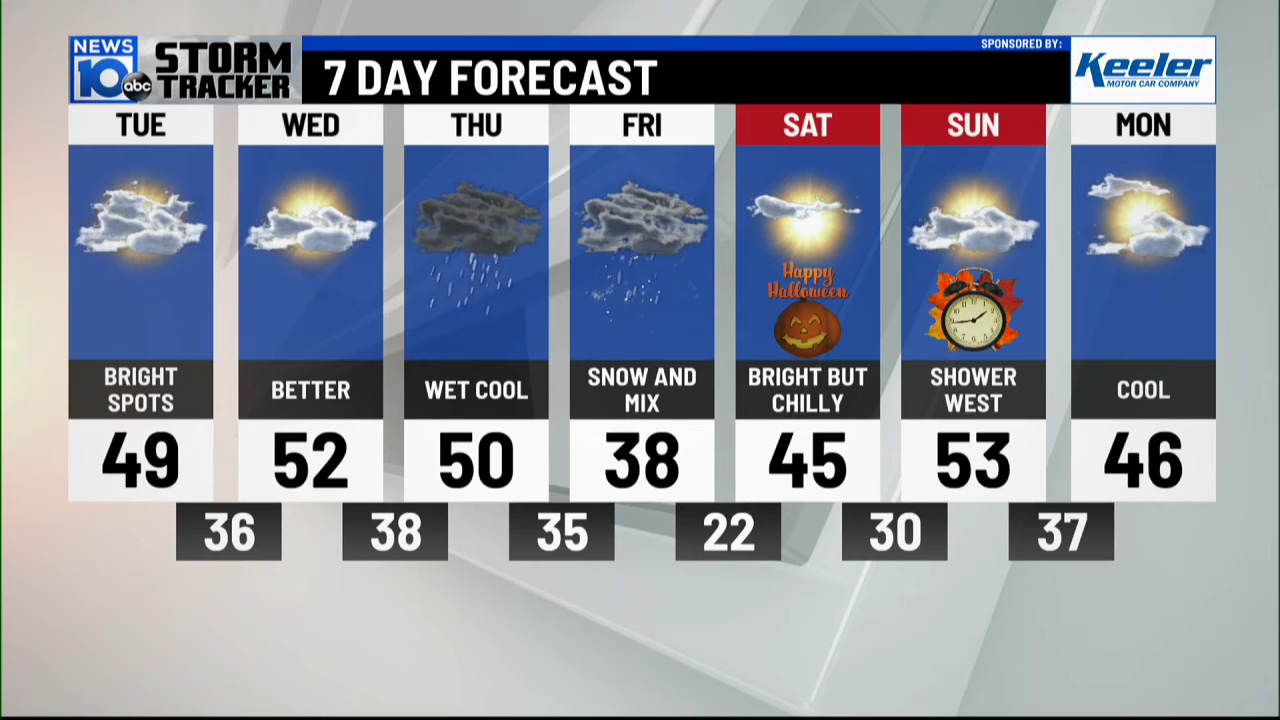 NEWS
10
abc
STORM
TRACKER
7 DAY FORECAST
SPONSORED BY:
Keeler
MOTOR CAR COMPANY
TUE
WED
THU
FRI
SAT
SUN
MON
Happy
Halloween
BRIGHT
SPOTS
BETTER
WET COOL
SNOW AND
MIX
BRIGHT BUT
CHILLY
SHOWER
WEST
COOL
49
52
50
38
45
53
46
36
38
35
22
30
37